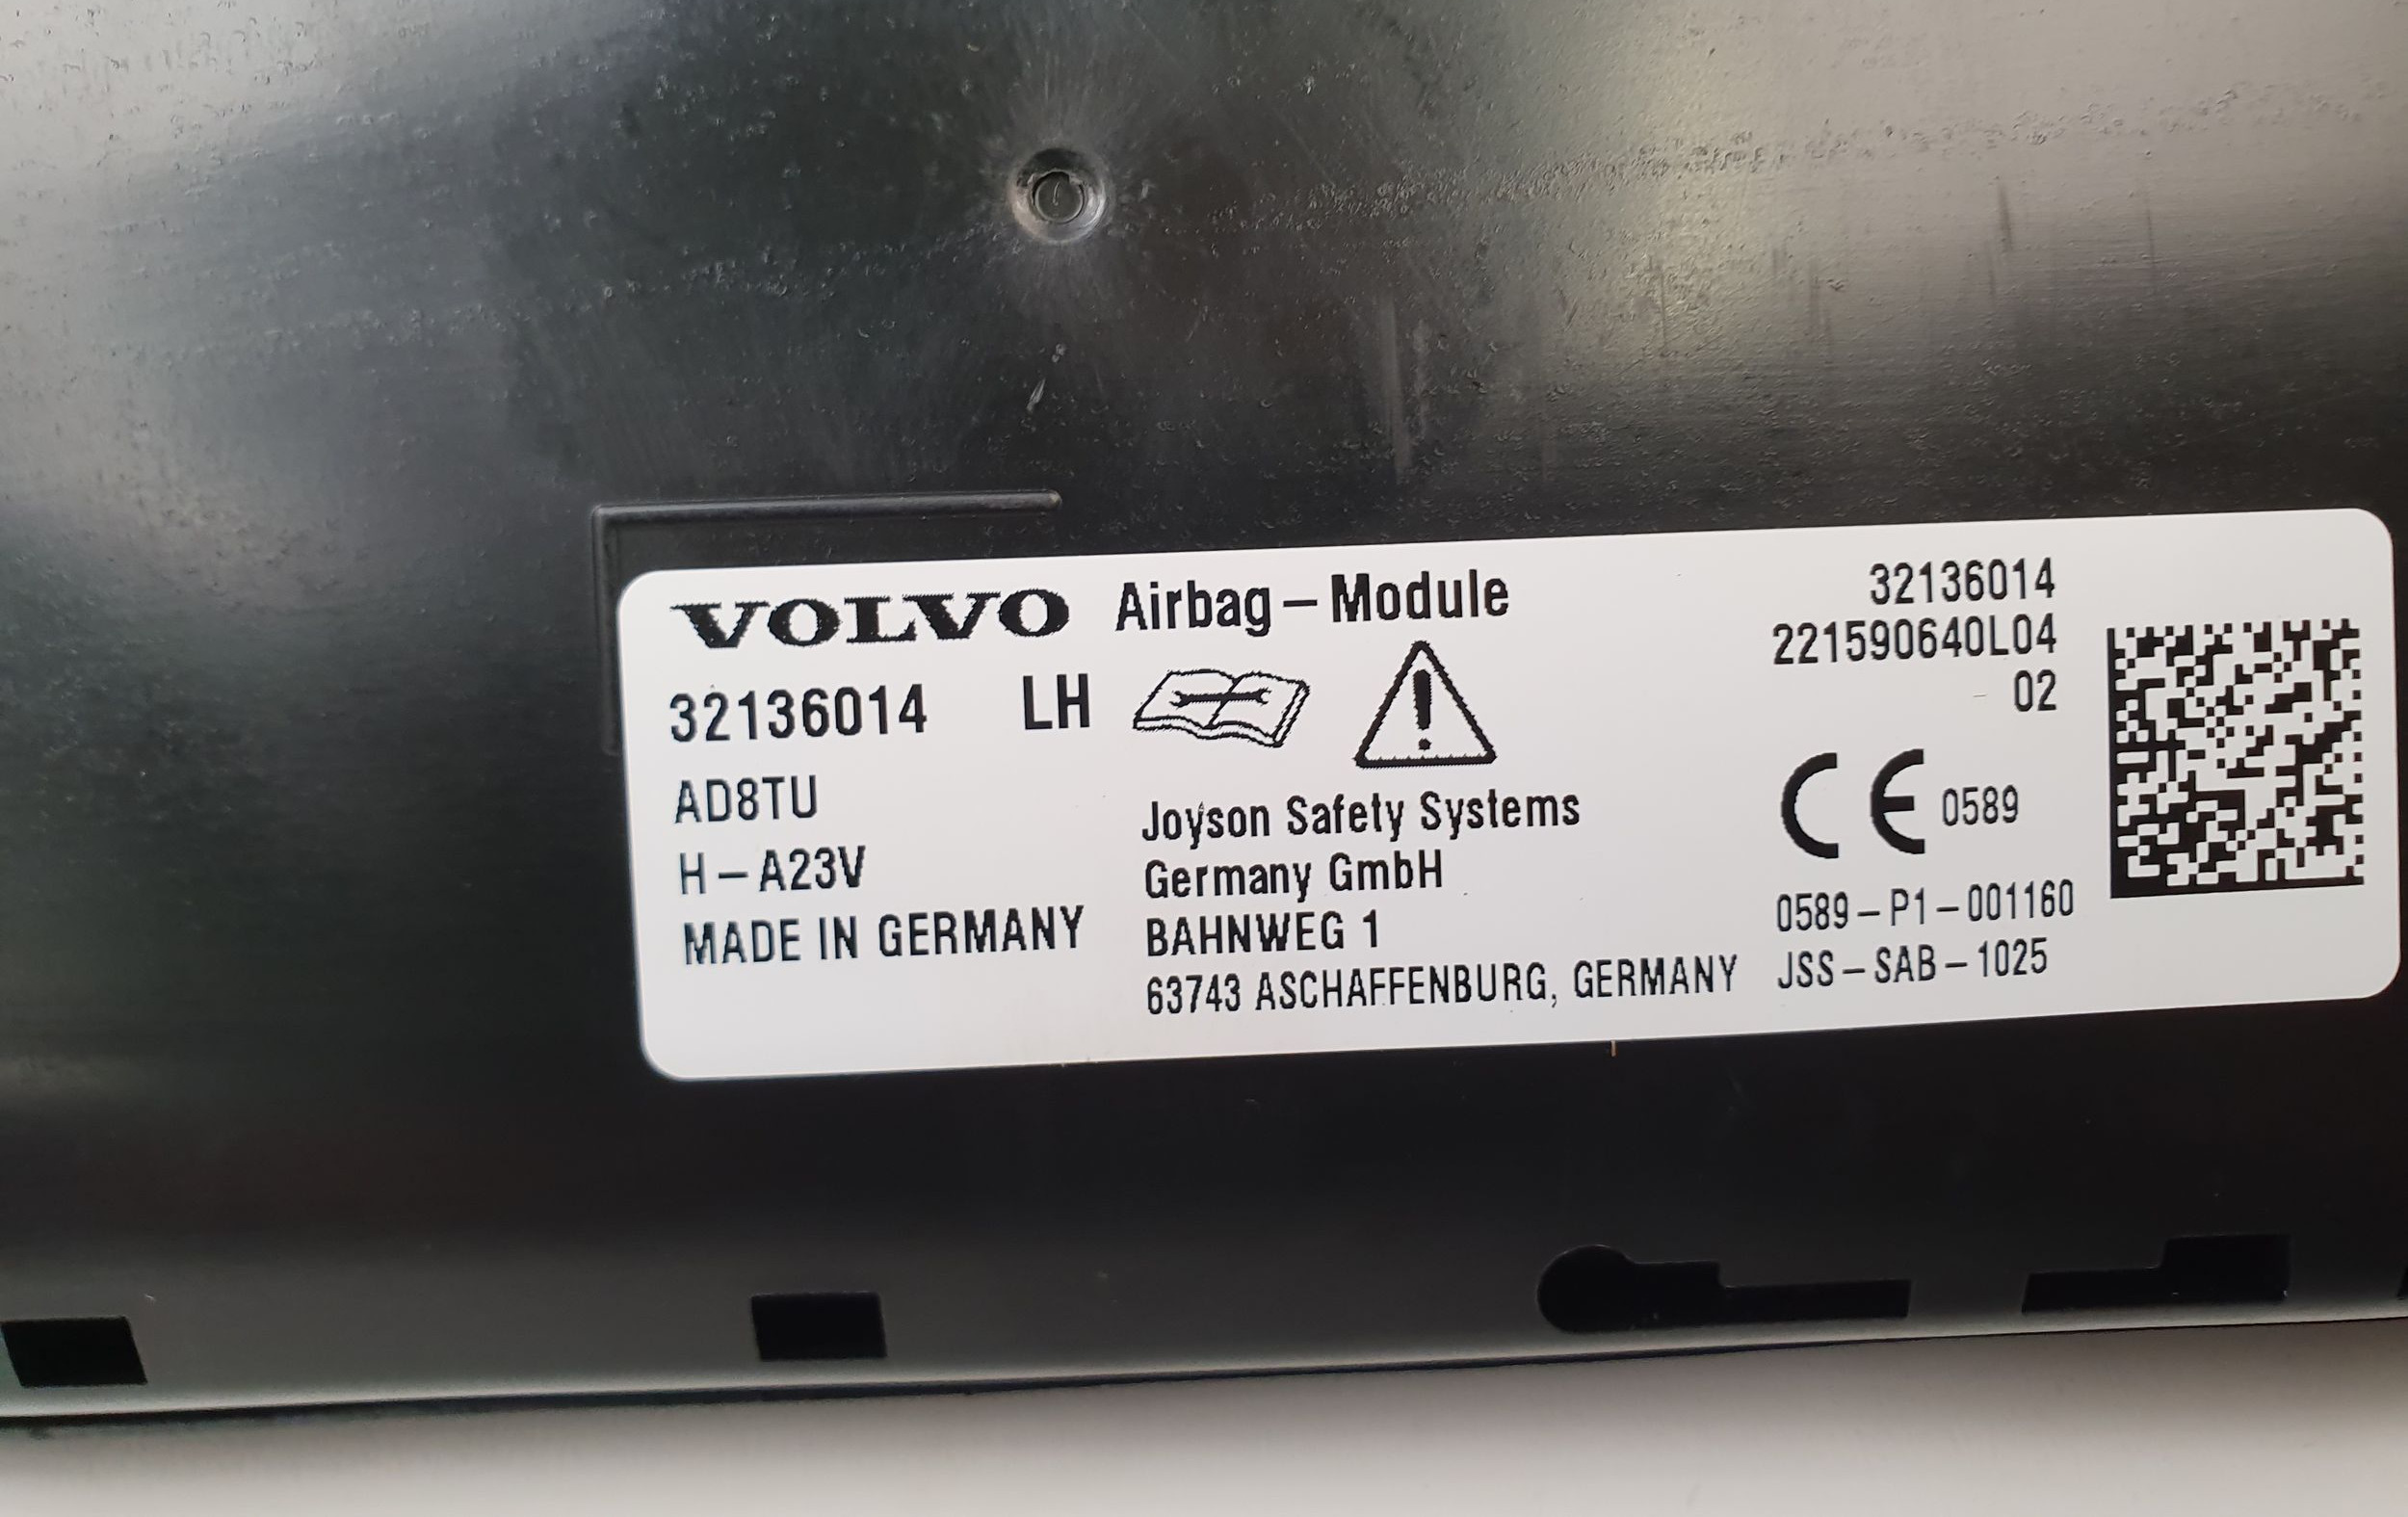 VOLVO Airbag – Module
32136014 LH
AD8TU
H – A23V
MADE IN GERMANY
Joyson Safety Systems
Germany GmbH
BAHNWEG 1
63743 ASCHAFFENBURG, GERMANY
32136014
221590640L04
02
CE 0589
0589 – P1 – 001160
JSS – SAB – 1025